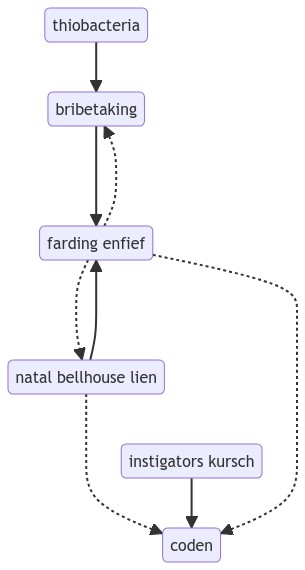 thiobacteria
bribetaking
farding enfief
natal bellhouse lien
instigators kursch
coden